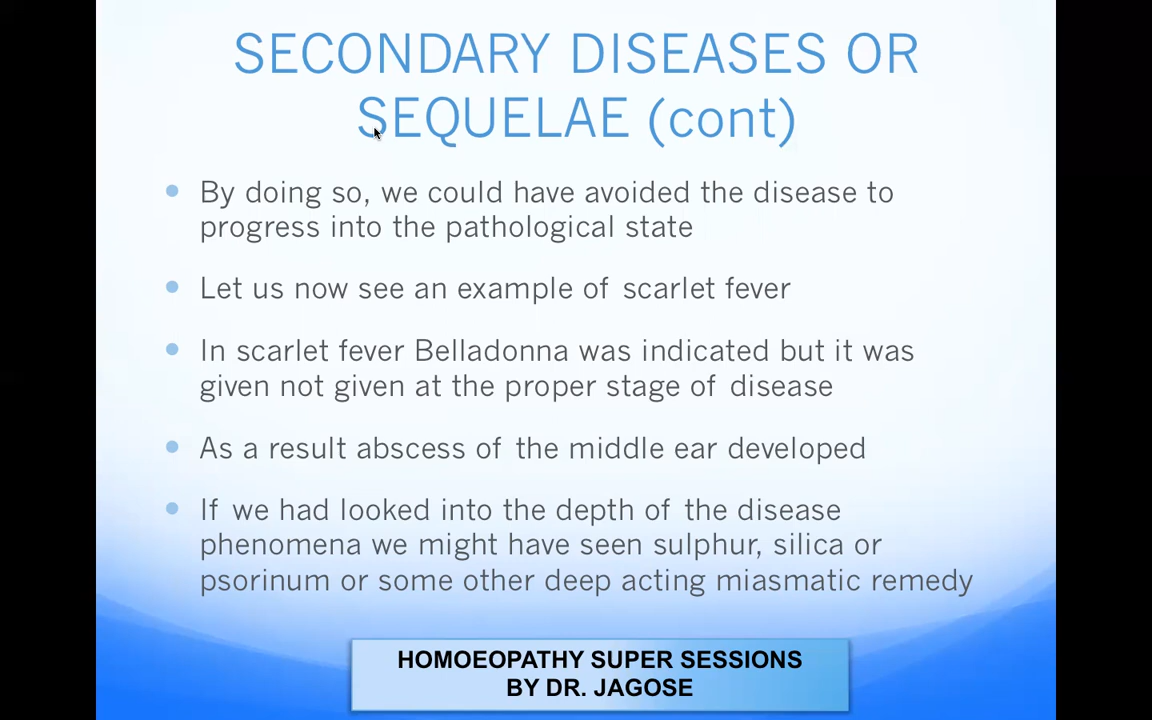 SECONDARY DISEASES OR
SEQUELAE (cont)
By doing so, we could have avoided the disease to
progress into the pathological state
Let us now see an example of scarlet fever
In scarlet fever Belladonna was indicated but it was
given not given at the proper stage of disease
As a result abscess of the middle ear developed
If we had looked into the depth of the disease
phenomena we might have seen sulphur, silica or
psorinum or some other deep acting miasmatic remedy
HOMOEOPATHY SUPER SESSIONS
BY DR. JAGOSE